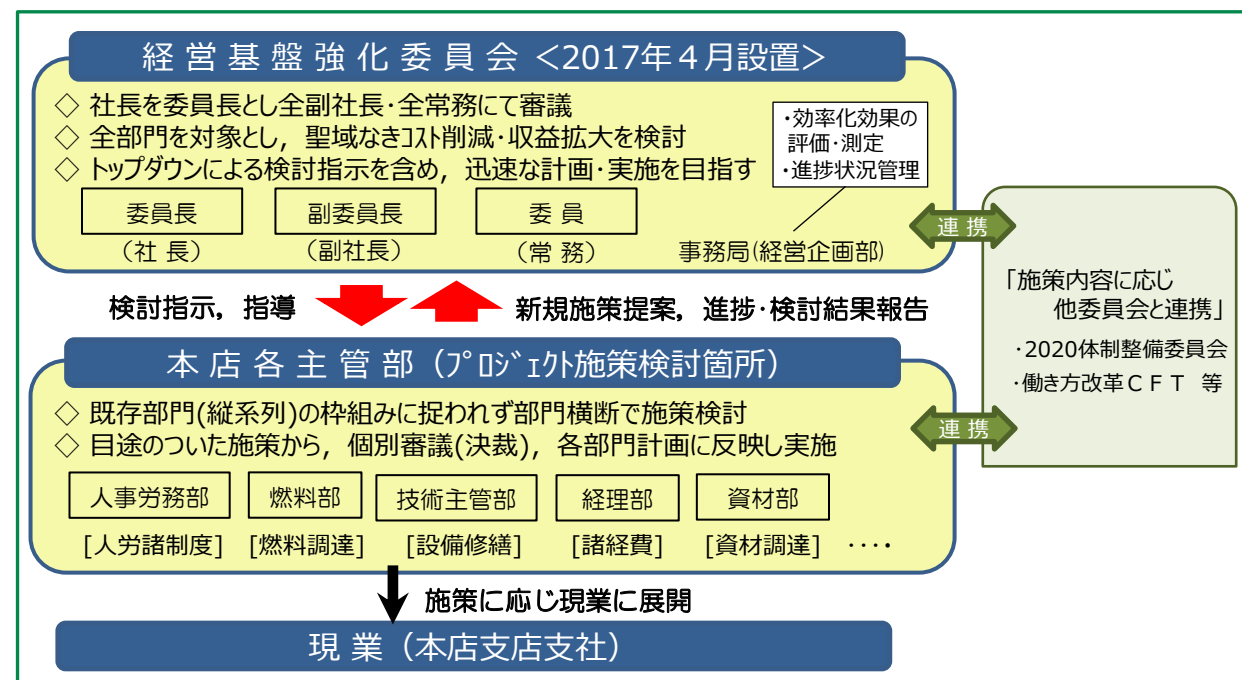 経営基盤強化委員会＜2017年４月設置＞
◇ 社長を委員長とし全副社長･全常務にて審議
◇ 全部門を対象とし，聖域なきｺｽﾄ削減･収益拡大を検討
◇ トップダウンによる検討指示を含め，迅速な計画･実施を目指す
･効率化効果の
評価･測定
･進捗状況管理
委員長
副委員長
委 員
（社 長）
（副社長）
（常 務）
事務局(経営企画部)
連 携
検討指示，指導
新規施策提案，進捗･検討結果報告
「施策内容に応じ
他委員会と連携」
･2020体制整備委員会
･働き方改革ＣＦＴ 等
本店各主管部（ﾌﾟﾛｼﾞｪｸﾄ施策検討箇所）
◇ 既存部門(縦系列)の枠組みに捉われず部門横断で施策検討
◇ 目途のついた施策から，個別審議(決裁)，各部門計画に反映し実施
連 携
人事労務部
燃料部
技術主管部
経理部
資材部
[人労諸制度]
[燃料調達]
[設備修繕]
[諸経費]
[資材調達]
････
施策に応じ現業に展開
現 業（本店支店支社）